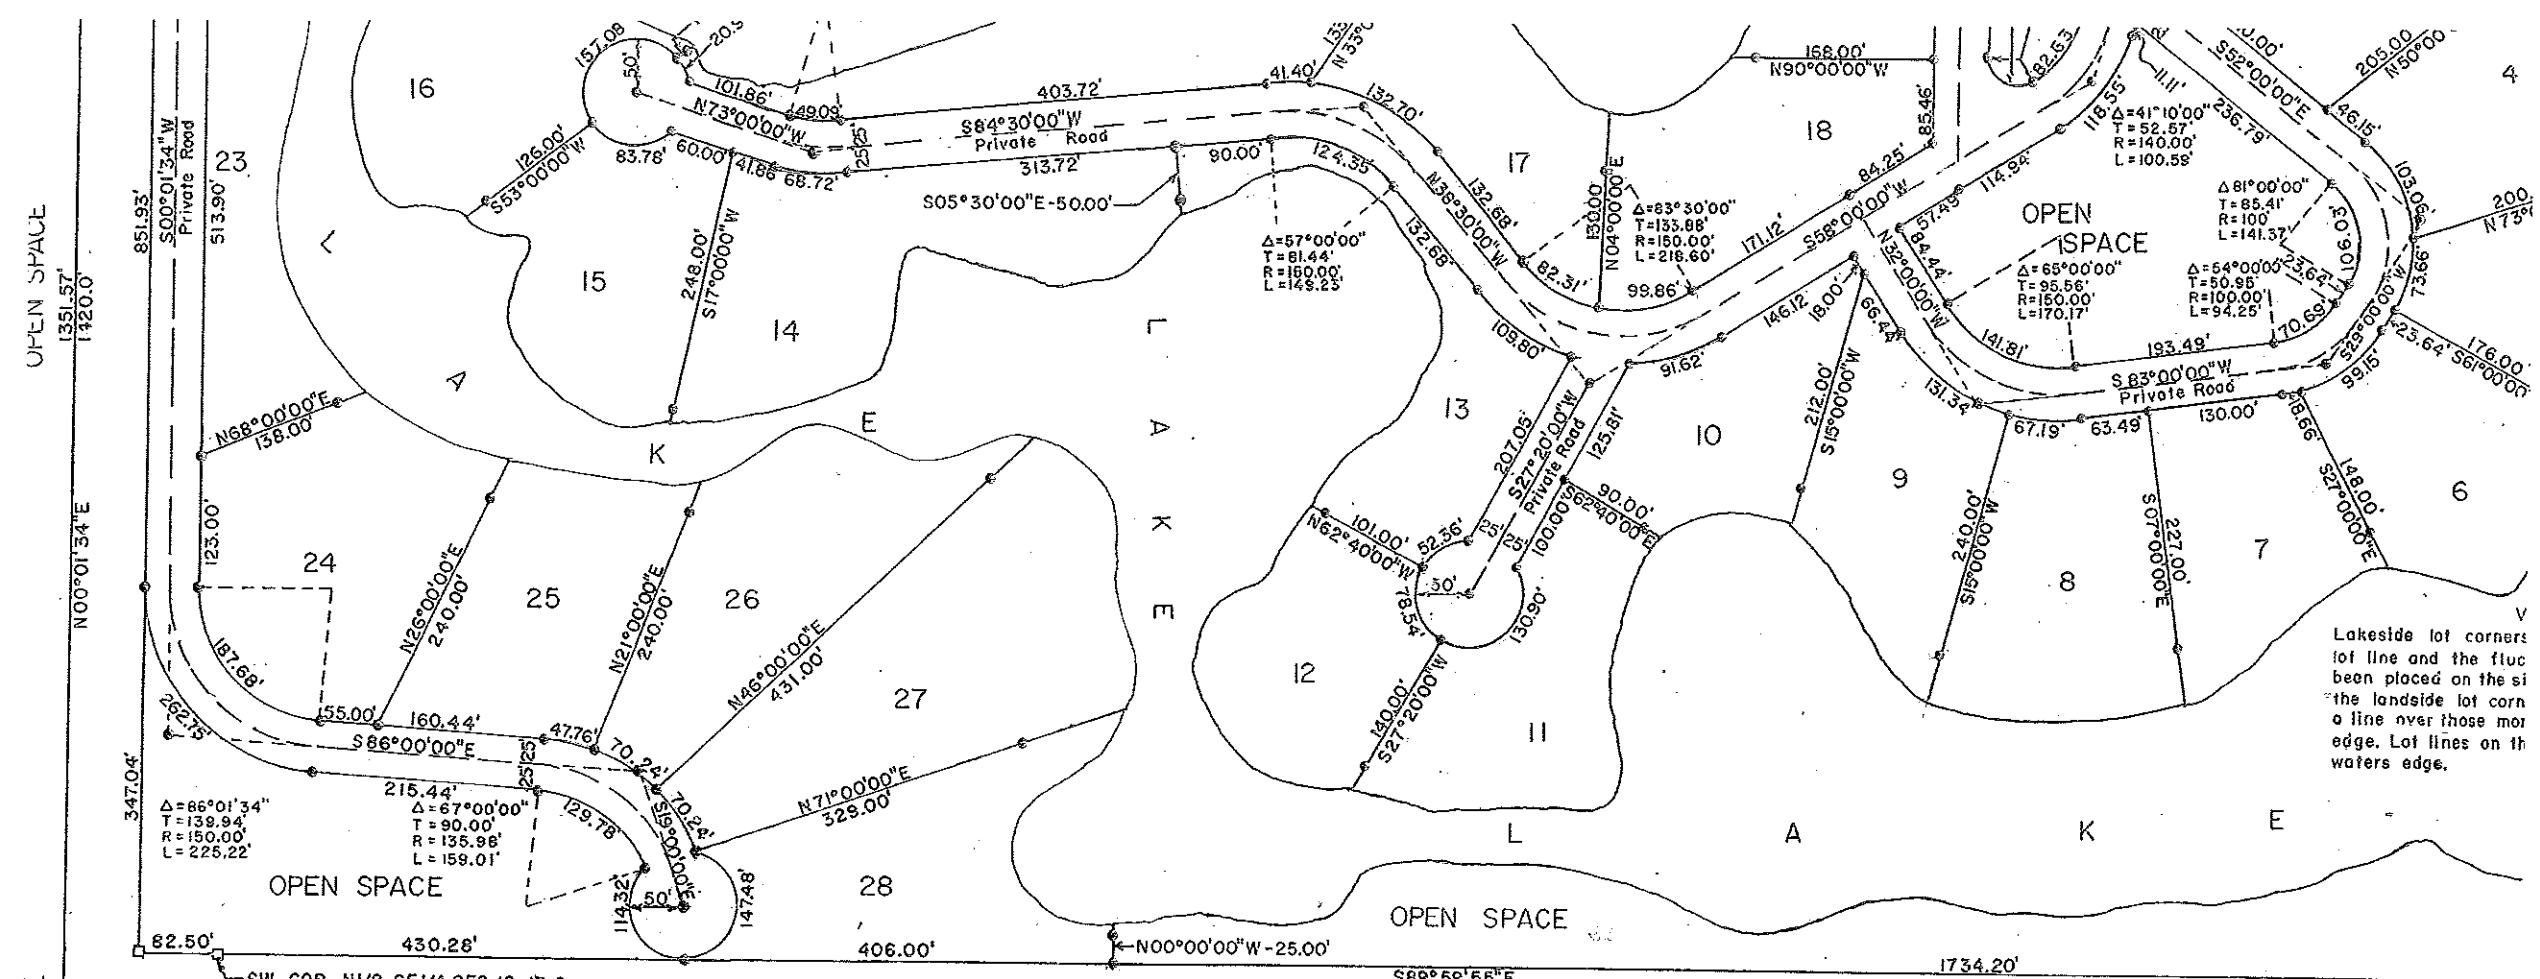 157.08
50'
16
101.86'
N73°00'00"W
49.09'
403.72'
41.40'
S84°30'00"W
Private Road
25' 25'
313.72'
90.00'
132.70'
124.35'
126.00'
S53°00'00"W
83.78'
60.00'
41.86'
68.72'
S05°30'00"E-50.00'
N38°30'00"W
132.68'
132.68'
17
168.00'
N90°00'00"W
18
85.46'
84.25'
130.00'
N04°00'00"E
82.31'
99.86'
171.12'
S58°00'00"W
114.94'
57.49'
84.44'
N32°00'00"W
82.53
11.11'
118.55'
236.79'
S52°00'00"E
205.00
N50°00
4
46.15'
103.06'
73.66'
106.03'
Δ=41°10'00"
T=52.57'
R=140.00'
L=100.58'
Δ81°00'00"
T=85.41'
R=100'
L=141.37'
OPEN
SPACE
Δ=83°30'00"
T=133.88'
R=150.00'
L=218.60'
Δ=57°00'00"
T=81.44'
R=150.00'
L=149.23'
Δ=65°00'00"
T=95.56'
R=150.00'
L=170.17'
Δ=54°00'00"
T=50.95'
R=100.00'
L=94.25'
23.64'
70.69'
S29°00'00"W
99.15'
23.64'
176.00'
S61°00'00"
141.81'
193.49'
S 83°00'00"W
Private Road
130.00'
18.66'
63.49'
67.19'
131.34'
66.44'
18.00'
146.12'
91.62'
109.80'
OPEN SPACE
1351.57'
1420.0'
N00°01'34"E
851.93'
S00°01'34"W
Private Road
513.90'
23
L
A
K
E
15
248.00'
S17°00'00"W
14
N68°00'00"E
138.00'
123.00'
24
25
26
27
28
N26°00'00"E
240.00'
N21°00'00"E
240.00'
N46°00'00"E
431.00'
N71°00'00"E
329.00'
L
A
K
E
13
207.05'
S27°20'00"W
Private Road
125.81'
10
212.00'
S15°00'00"W
9
240.00'
S15°00'00"W
8
227.00'
S07°00'00"E
7
148.00'
S27°00'00"E
6
101.00'
N62°40'00"W
52.36'
25' 25'
100.00'
90.00'
S62°40'00"E
50'
78.54'
130.90'
12
140.00'
S27°20'00"W
11
Lakeside lot corners
lot line and the fluc
been placed on the si
the landside lot corn
a line over those mor
edge. Lot lines on th
waters edge.
187.68'
262.75'
55.00'
160.44'
47.76'
S86°00'00"E
70.24'
25' 25'
215.44'
129.78'
S19°00'00"E
70.24'
347.04'
Δ=86°01'34"
T=139.94'
R=150.00'
L=225.22'
Δ=67°00'00"
T=90.00'
R=135.98'
L=159.01'
OPEN SPACE
114.32'
50'
147.48'
L A K E
OPEN SPACE
82.50'
430.28'
406.00'
N00°00'00"W-25.00'
1734.20'